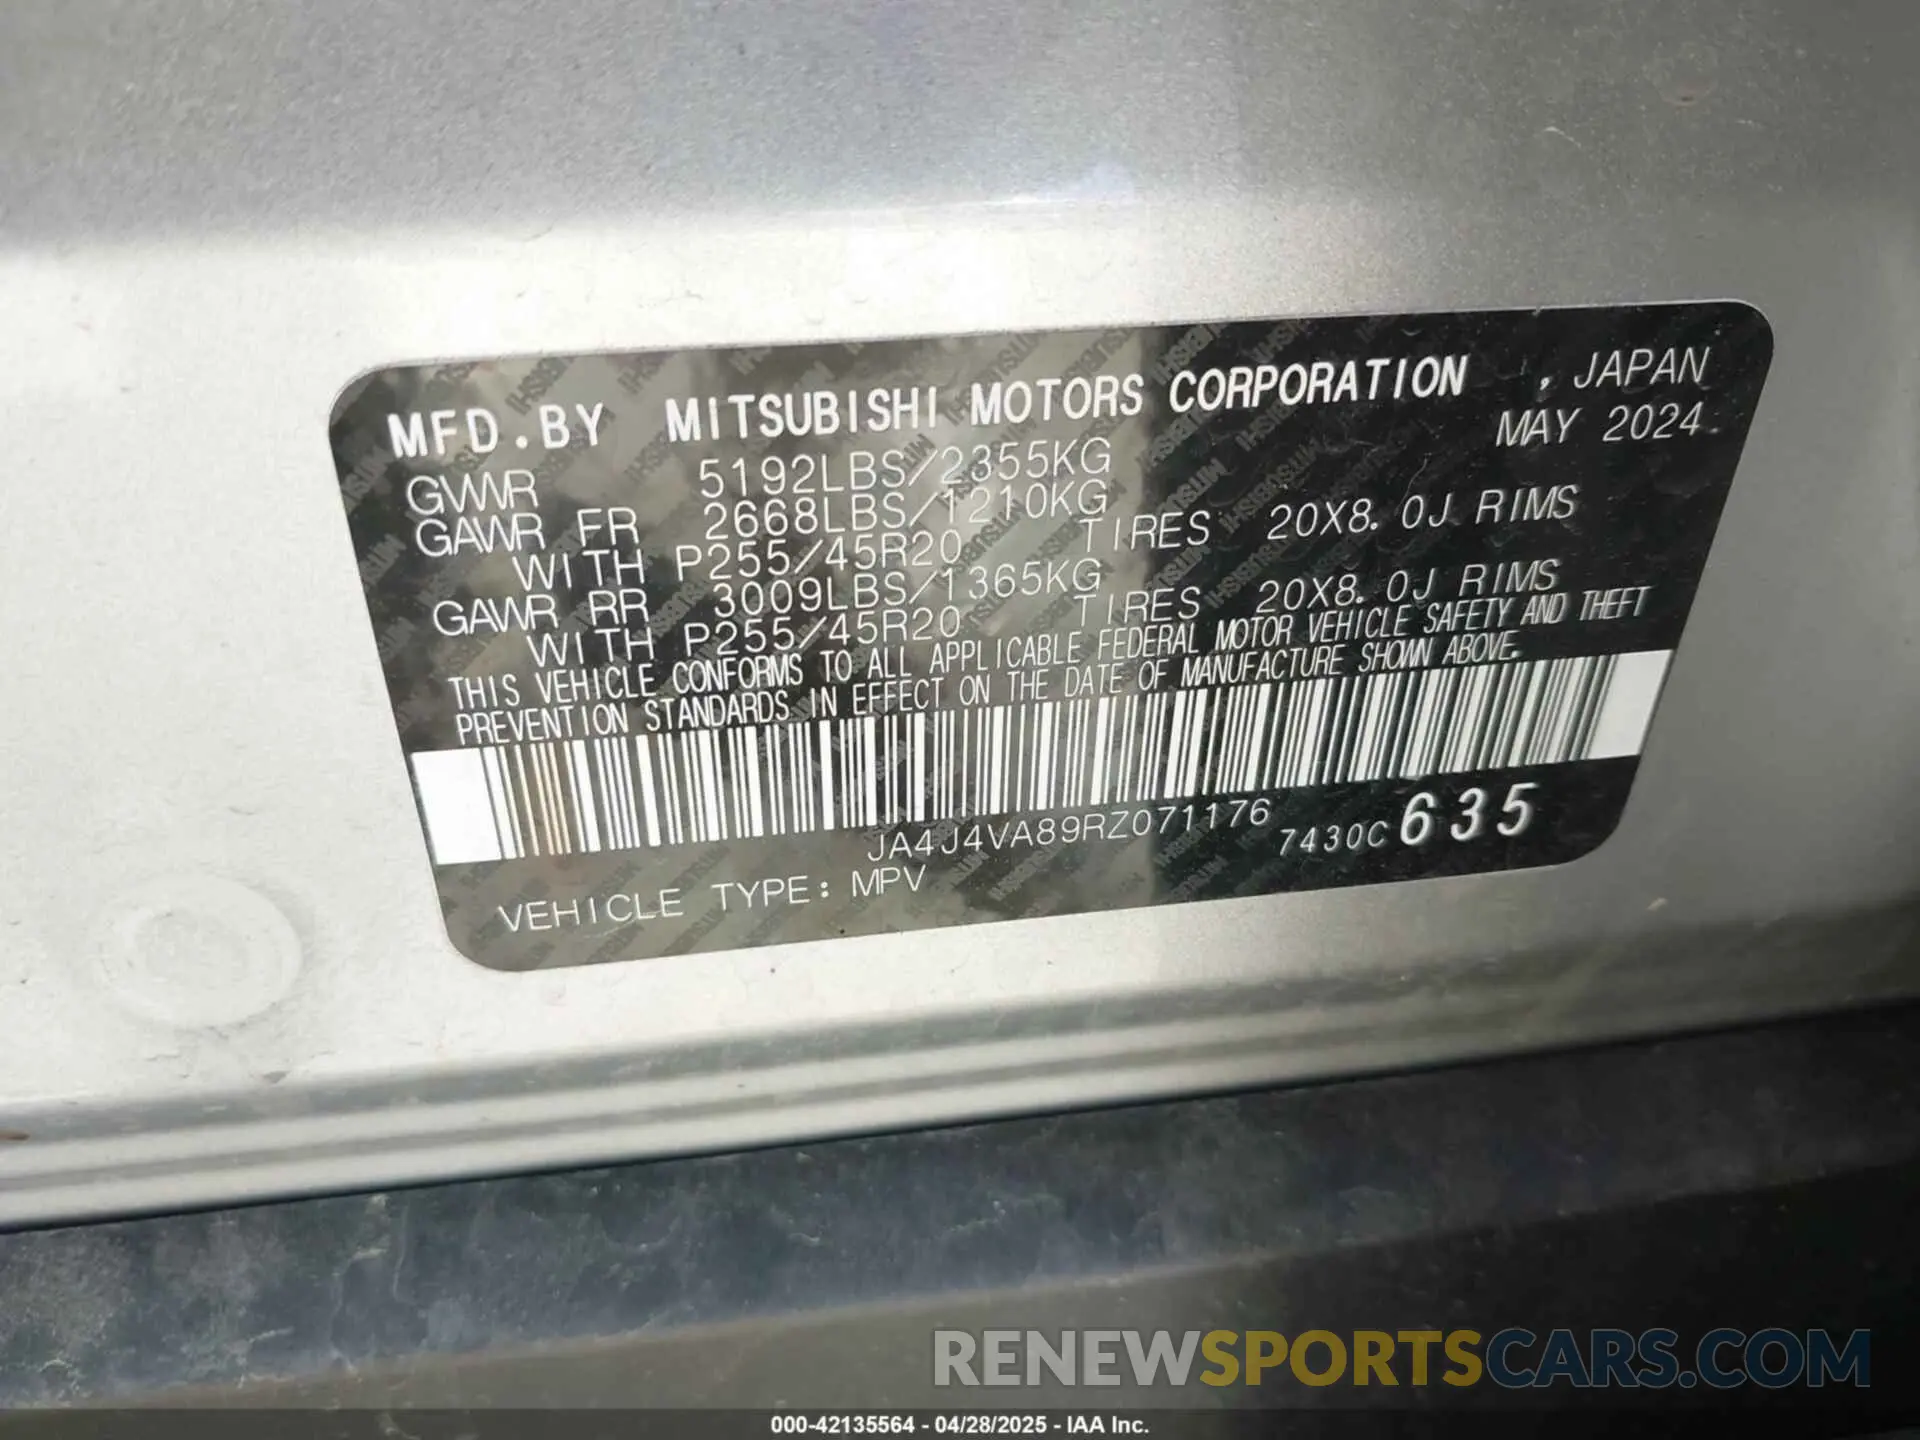 MFD.BY MITSUBISHI MOTORS CORPORATION , JAPAN
MAY 2024
GVWR 5192LBS/2355KG
GAWR FR 2668LBS/1210KG
WITH P255/45R20 TIRES 20X8.0J RIMS
GAWR RR 3009LBS/1365KG
WITH P255/45R20 TIRES 20X8.0J RIMS
THIS VEHICLE CONFORMS TO ALL APPLICABLE FEDERAL MOTOR VEHICLE SAFETY AND THEFT
PREVENTION STANDARDS IN EFFECT ON THE DATE OF MANUFACTURE SHOWN ABOVE.
JA4J4VA89RZ071176 7430C 635
VEHICLE TYPE: MPV
RENEWSPORTSCARS.COM
000-42135564 - 04/28/2025 - IAA Inc.